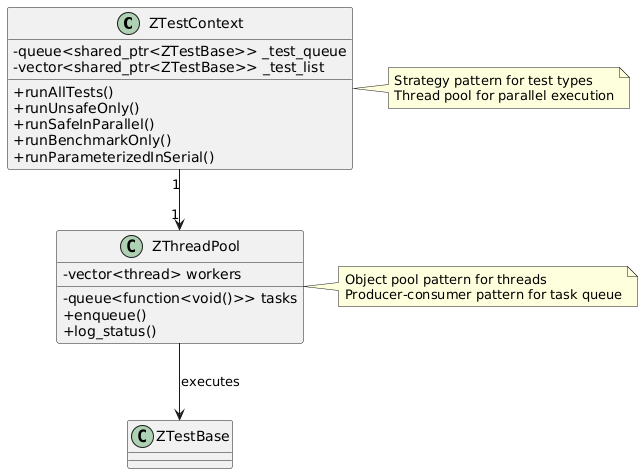 C ZTestContext
-queue<shared_ptr<ZTestBase>> _test_queue
-vector<shared_ptr<ZTestBase>> _test_list
+runAllTests()
+runUnsafeOnly()
+runSafeInParallel()
+runBenchmarkOnly()
+runParameterizedInSerial()
Strategy pattern for test types
Thread pool for parallel execution
1
1
C ZThreadPool
-vector<thread> workers
-queue<function<void()>> tasks
+enqueue()
+log_status()
Object pool pattern for threads
Producer-consumer pattern for task queue
executes
C ZTestBase